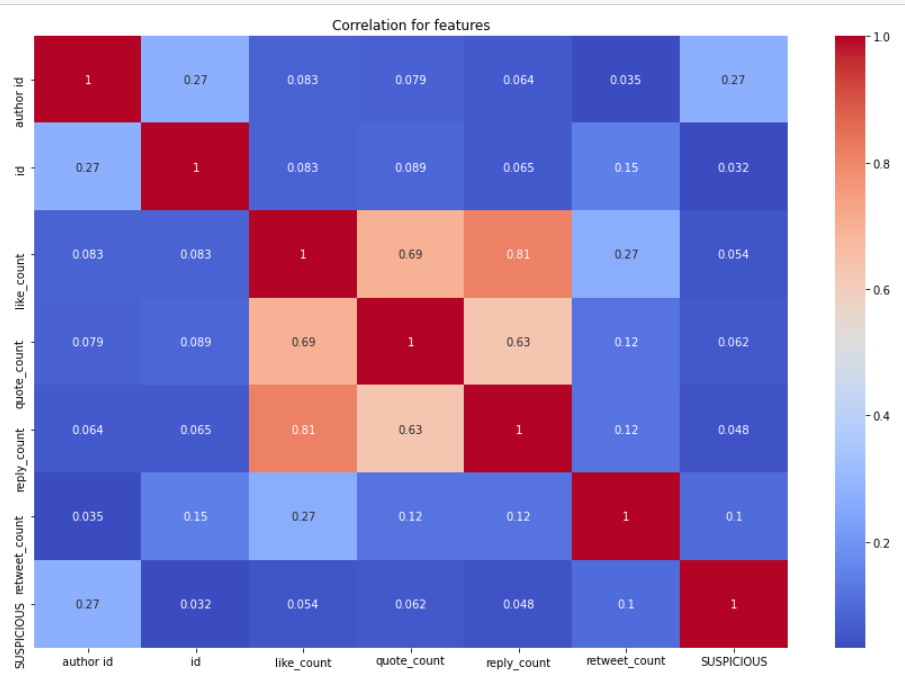 Correlation for features
author id 1 0.27 0.083 0.079 0.064 0.035 0.27
id 0.27 1 0.083 0.089 0.065 0.15 0.032
like_count 0.083 0.083 1 0.69 0.81 0.27 0.054
quote_count 0.079 0.089 0.69 1 0.63 0.12 0.062
reply_count 0.064 0.065 0.81 0.63 1 0.12 0.048
retweet_count 0.035 0.15 0.27 0.12 0.12 1 0.1
SUSPICIOUS 0.27 0.032 0.054 0.062 0.048 0.1 1
author id id like_count quote_count reply_count retweet_count SUSPICIOUS
1.0
0.8
0.6
0.4
0.2